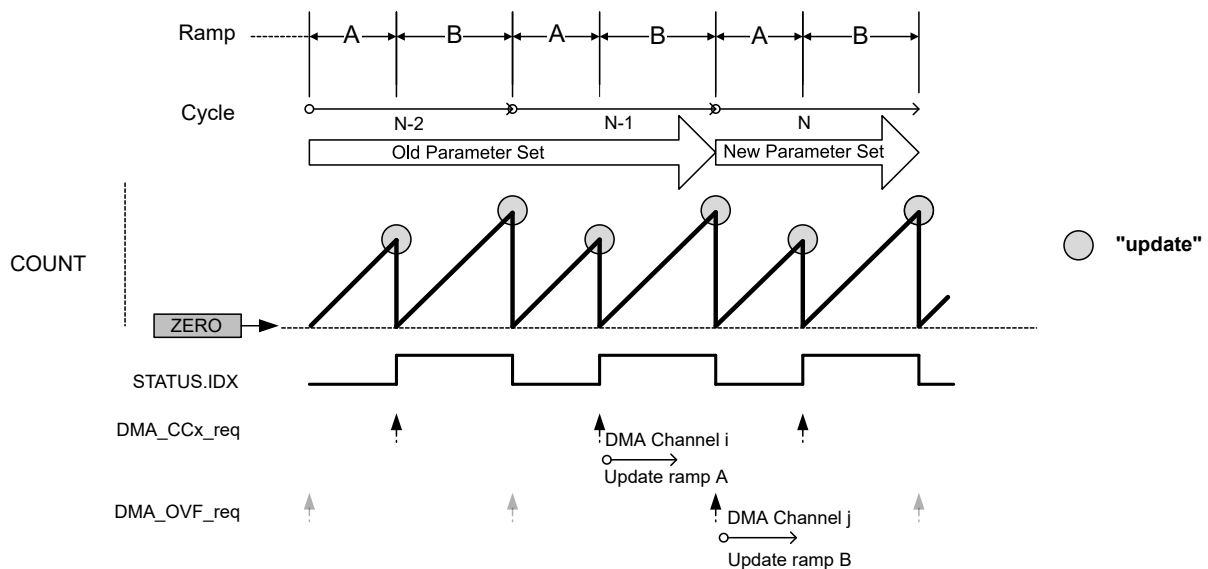 Ramp A B A B A B
Cycle
N-2 N-1 N
Old Parameter Set New Parameter Set
"update"
COUNT
ZERO
STATUS.IDX
DMA_CCx_req
DMA Channel i
Update ramp A
DMA_OVF_req
DMA Channel j
Update ramp B